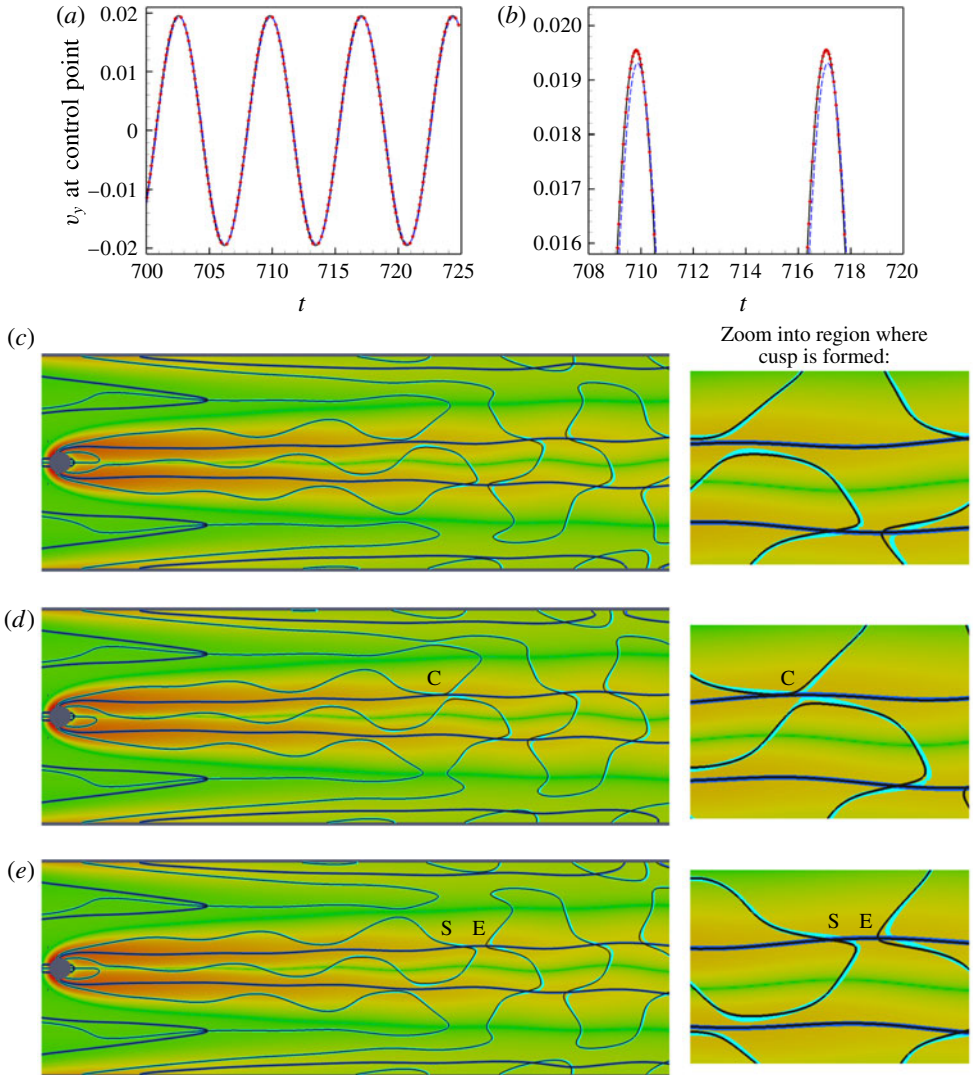 (a)
0.02
0.01
0
−0.01
−0.02
v_y at control point
700 705 710 715 720 725
t
(b)
0.020
0.019
0.018
0.017
0.016
708 710 712 714 716 718 720
t
(c)
Zoom into region where
cusp is formed:
(d)
C
C
(e)
S E
S E